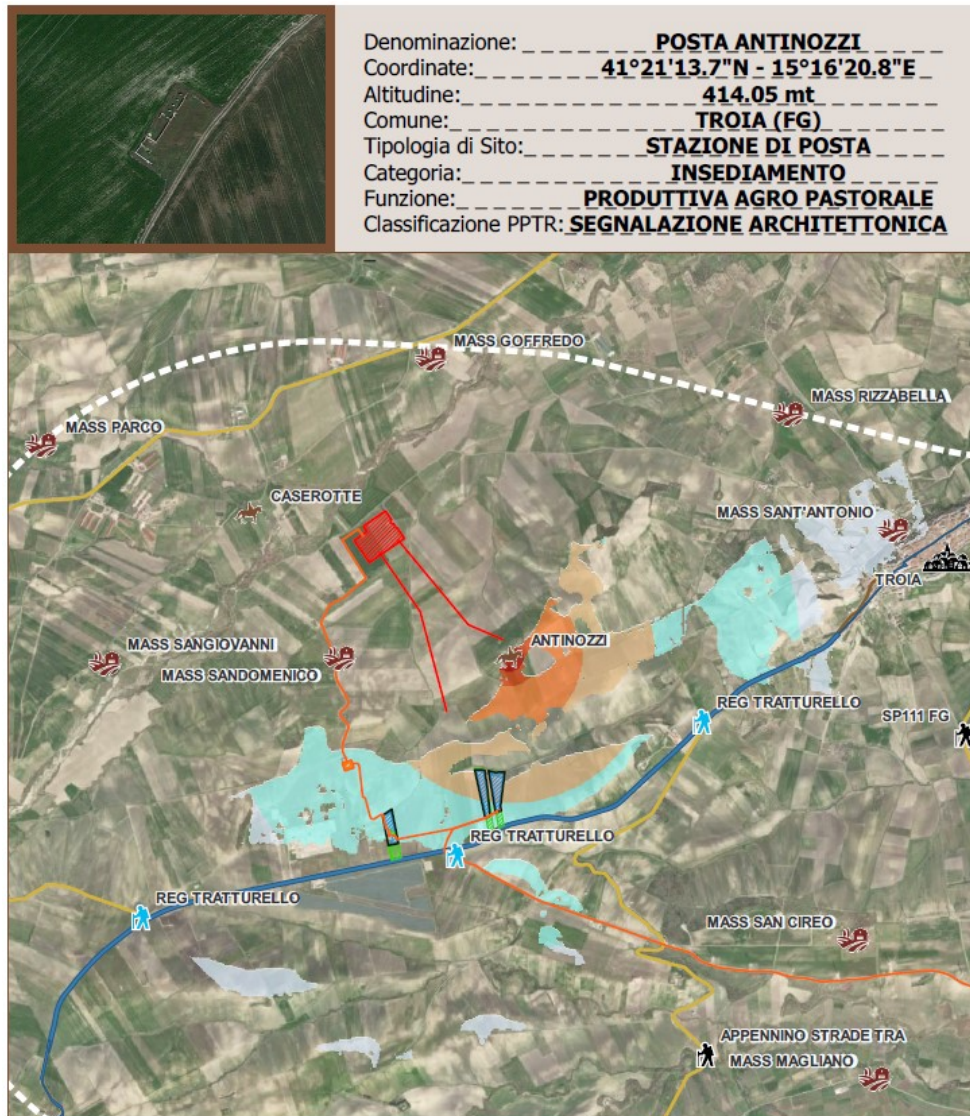 Denominazione: POSTA ANTINOZZI
Coordinate: 41°21'13.7"N - 15°16'20.8"E
Altitudine: 414.05 mt
Comune: TROIA (FG)
Tipologia di Sito: STAZIONE DI POSTA
Categoria: INSEDIAMENTO
Funzione: PRODUTTIVA AGRO PASTORALE
Classificazione PPTR: SEGNALAZIONE ARCHITETTONICA
MASS GOFFREDO
MASS RIZZABELLA
MASS PARCO
CASEROTTE
MASS SANT'ANTONIO
TROIA
ANTINOZZI
MASS SANGIOVANNI
MASS SANDOMENICO
REG TRATTURELLO
SP111 FG
REG TRATTURELLO
REG TRATTURELLO
MASS SAN CIREO
APPENNINO STRADE TRA
MASS MAGLIANO